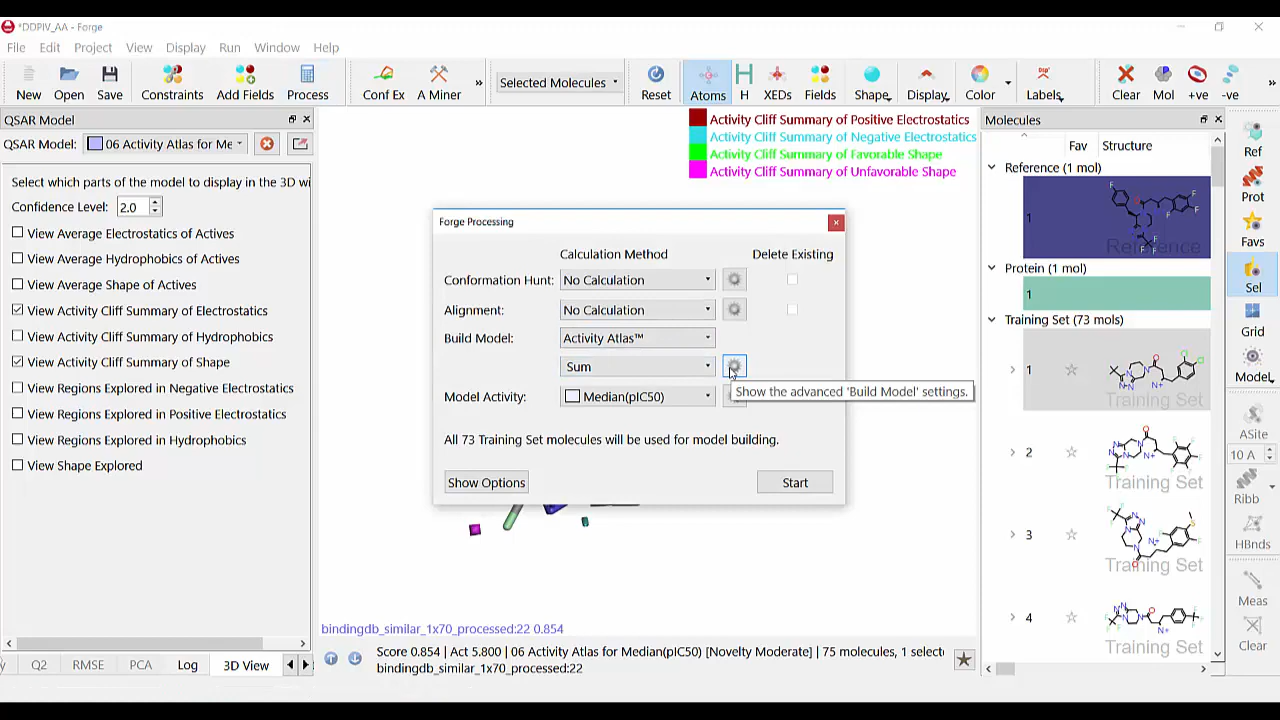 *DDPIV_AA - Forge
File Edit Project View Display Run Window Help
New Open Save Constraints Add Fields Process Conf Ex A Miner » Selected Molecules Reset Atoms H XEDs Fields Shape Display Color Labels Clear Mol +ve -ve »
QSAR Model
QSAR Model: 06 Activity Atlas for Me
Select which parts of the model to display in the 3D wi
Confidence Level: 2.0
View Average Electrostatics of Actives
View Average Hydrophobics of Actives
View Average Shape of Actives
View Activity Cliff Summary of Electrostatics
View Activity Cliff Summary of Hydrophobics
View Activity Cliff Summary of Shape
View Regions Explored in Negative Electrostatics
View Regions Explored in Positive Electrostatics
View Regions Explored in Hydrophobics
View Shape Explored
y Q2 RMSE PCA Log 3D View
Activity Cliff Summary of Positive Electrostatics
Activity Cliff Summary of Negative Electrostatics
Activity Cliff Summary of Favorable Shape
Activity Cliff Summary of Unfavorable Shape
Forge Processing
Calculation Method Delete Existing
Conformation Hunt: No Calculation
Alignment: No Calculation
Build Model: Activity Atlas™
Sum
Show the advanced 'Build Model' settings.
Model Activity: Median(pIC50)
All 73 Training Set molecules will be used for model building.
Show Options Start
bindingdb_similar_1x70_processed:22 0.854
Score 0.854 | Act 5.800 | 06 Activity Atlas for Median(pIC50) [Novelty Moderate] | 75 molecules, 1 selecte
bindingdb_similar_1x70_processed:22
Molecules
Fav Structure
Reference (1 mol)
1
Reference
Protein (1 mol)
1
Training Set (73 mols)
1
Training Set
2
Training Set
3
Training Set
4
Training Set
Ref
Prot
Favs
Sel
Grid
Model
ASite
10 A
Ribb
HBnds
Meas
Clear